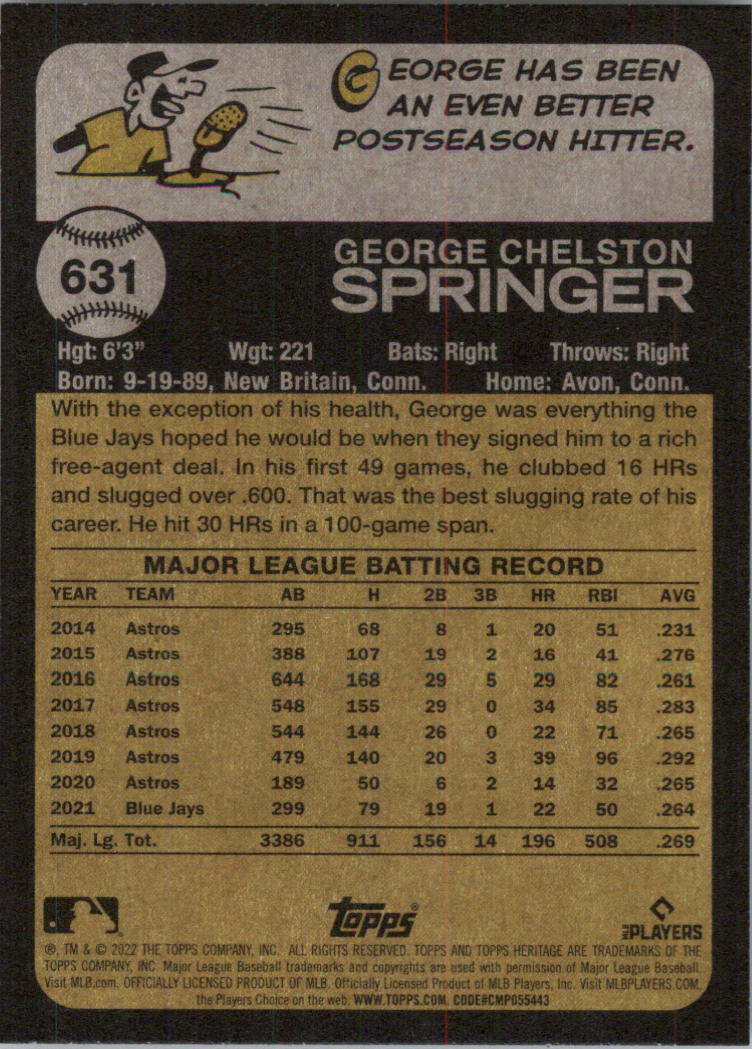 GEORGE HAS BEEN
AN EVEN BETTER
POSTSEASON HITTER.
631
GEORGE CHELSTON
SPRINGER
Hgt: 6'3" Wgt: 221 Bats: Right Throws: Right
Born: 9-19-89, New Britain, Conn. Home: Avon, Conn.
With the exception of his health, George was everything the
Blue Jays hoped he would be when they signed him to a rich
free-agent deal. In his first 49 games, he clubbed 16 HRs
and slugged over .600. That was the best slugging rate of his
career. He hit 30 HRs in a 100-game span.
MAJOR LEAGUE BATTING RECORD
YEAR TEAM AB H 2B 3B HR RBI AVG
2014 Astros 295 68 8 1 20 51 .231
2015 Astros 388 107 19 2 16 41 .276
2016 Astros 644 168 29 5 29 82 .261
2017 Astros 548 155 29 0 34 85 .283
2018 Astros 544 144 26 0 22 71 .265
2019 Astros 479 140 20 3 39 96 .292
2020 Astros 189 50 6 2 14 32 .265
2021 Blue Jays 299 79 19 1 22 50 .264
Maj. Lg. Tot. 3386 911 156 14 196 508 .269
Topps® MLB PLAYERS
®, TM & © 2022 THE TOPPS COMPANY, INC. ALL RIGHTS RESERVED. TOPPS AND TOPPS HERITAGE ARE TRADEMARKS OF THE
TOPPS COMPANY, INC. Major League Baseball trademarks and copyrights are used with permission of Major League Baseball.
Visit MLB.com. OFFICIALLY LICENSED PRODUCT OF MLB. Officially Licensed Product of MLB Players, Inc. Visit MLBPLAYERS.COM,
the Players Choice on the web. WWW.TOPPS.COM. CODE#CMP055443